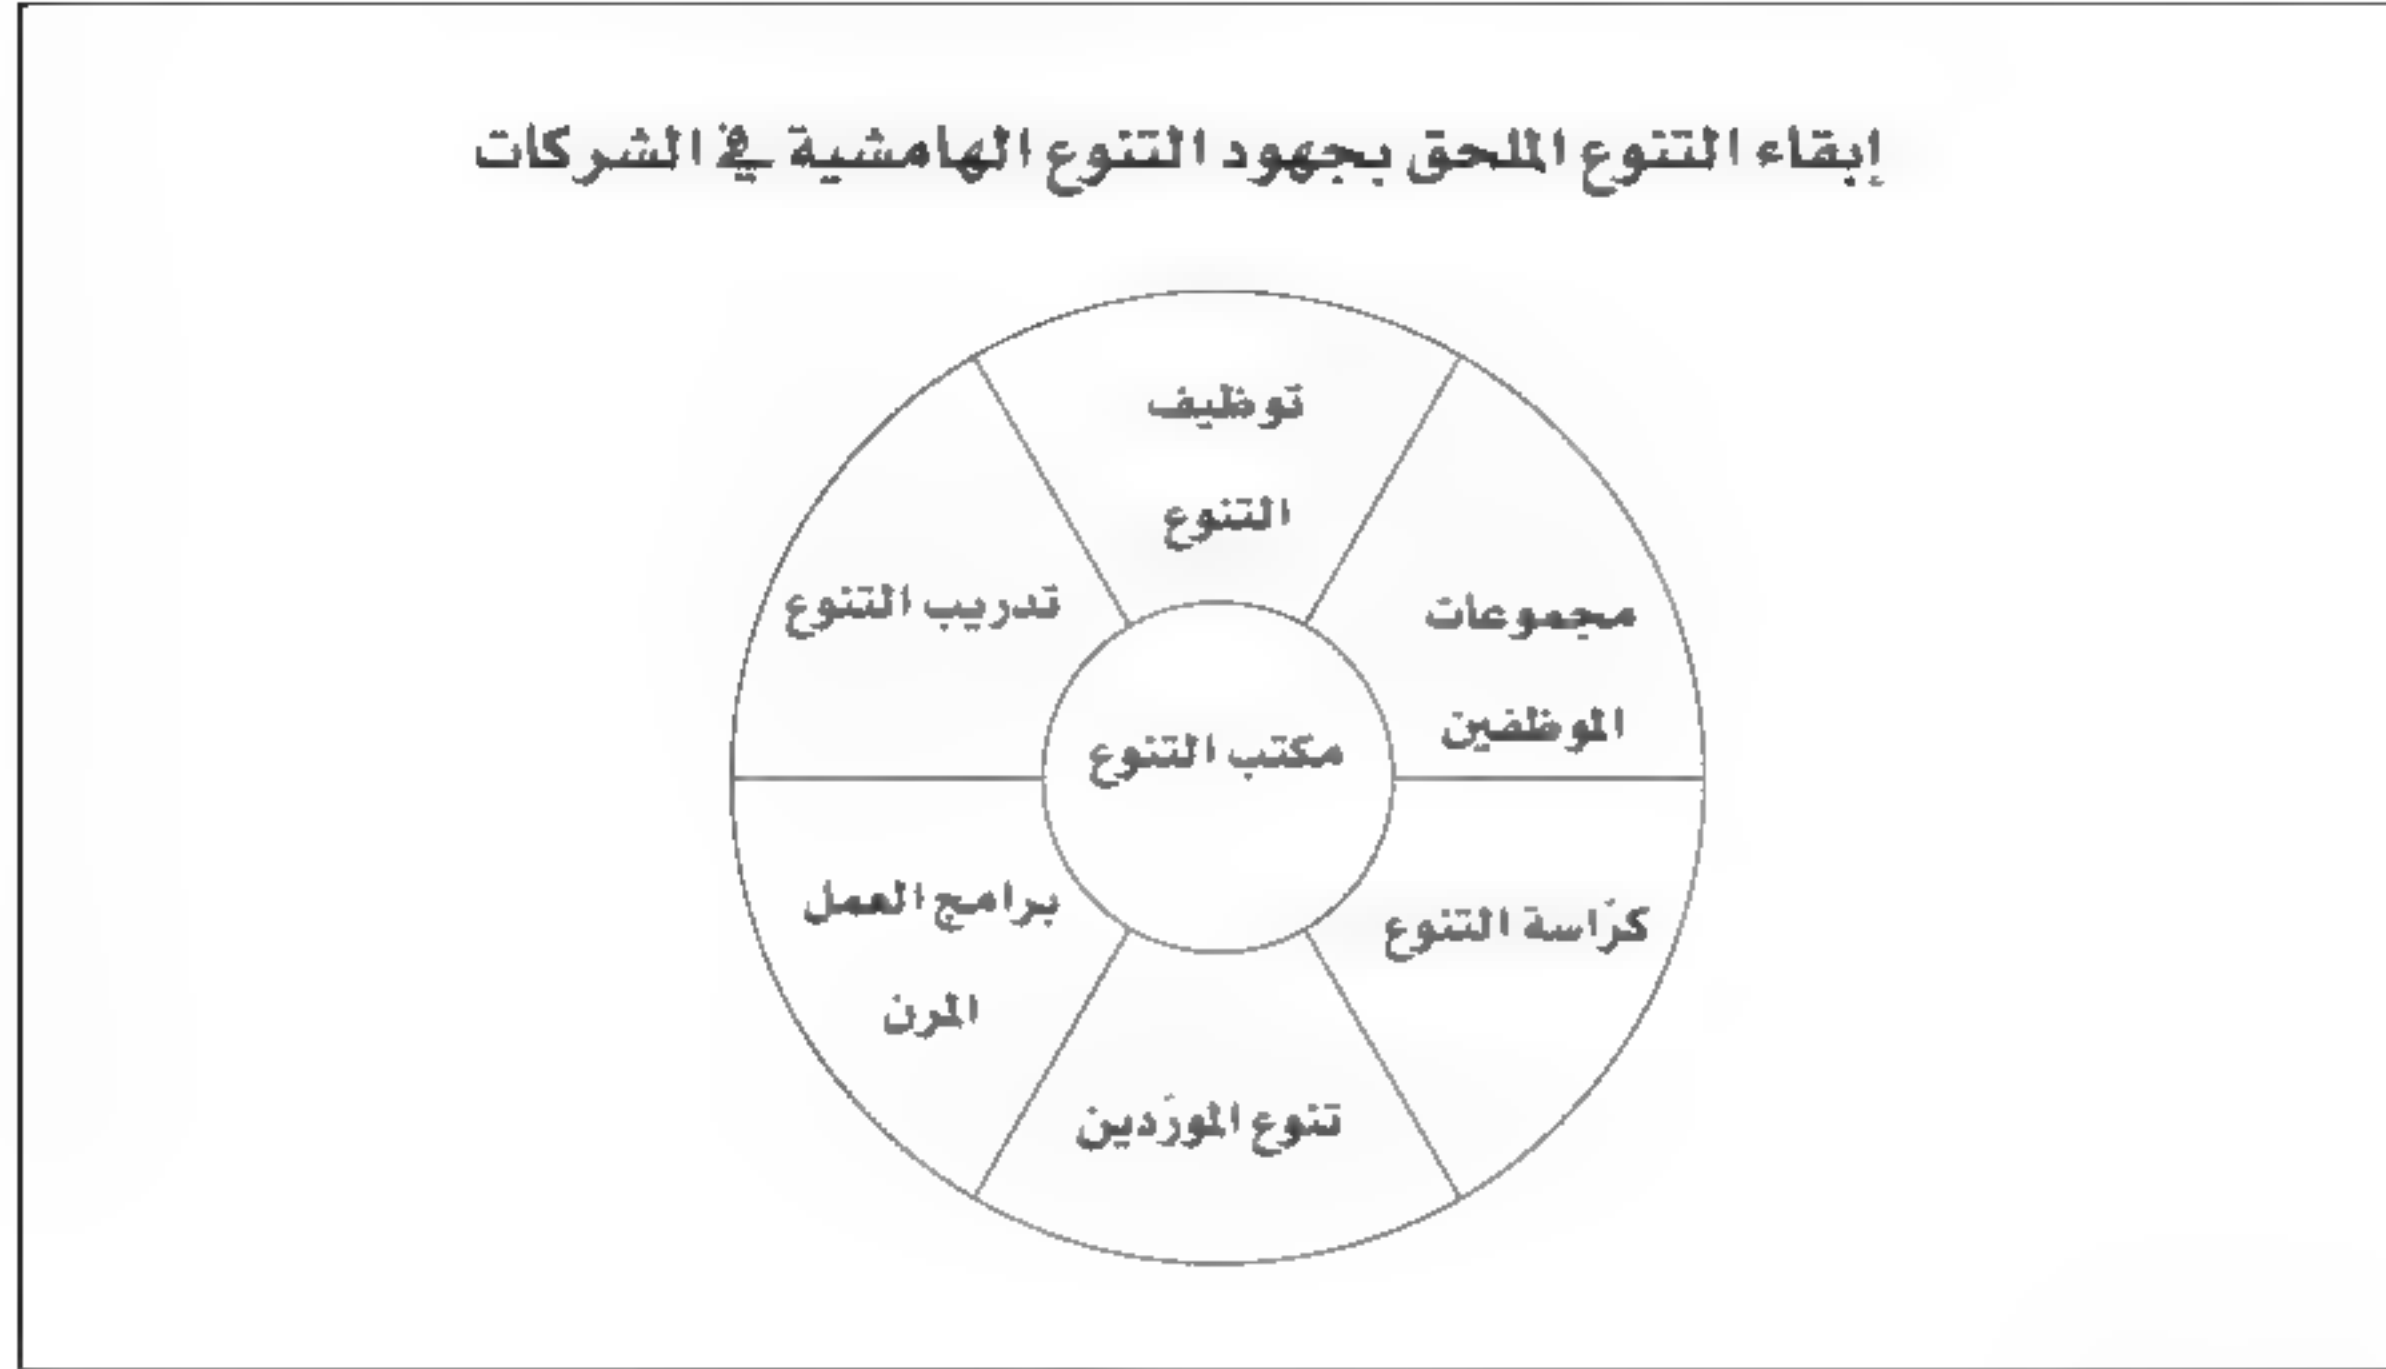 إبقاء التنوع الملحق بجهود التنوع الهامشية في الشركات
توظيف
التنوع
مجموعات
الموظفين
تدريب التنوع
مكتب التنوع
كرّاسة التنوع
برامج العمل
المرن
تنوع المورّدين